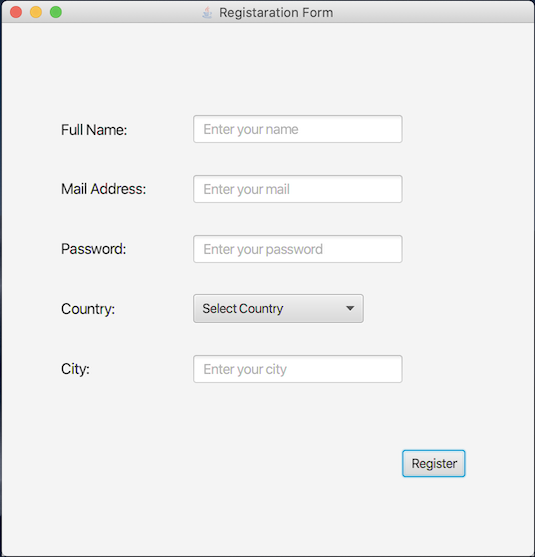 Registaration Form
Full Name: Enter your name
Mail Address: Enter your mail
Password: Enter your password
Country: Select Country
City: Enter your city
Register